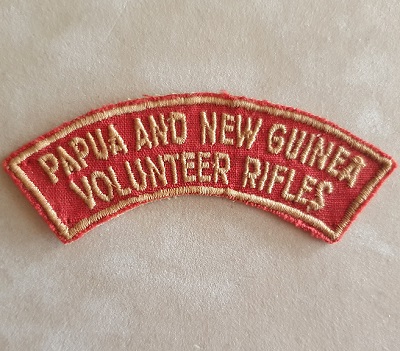 PAPUA AND NEW GUINEA
VOLUNTEER RIFLES